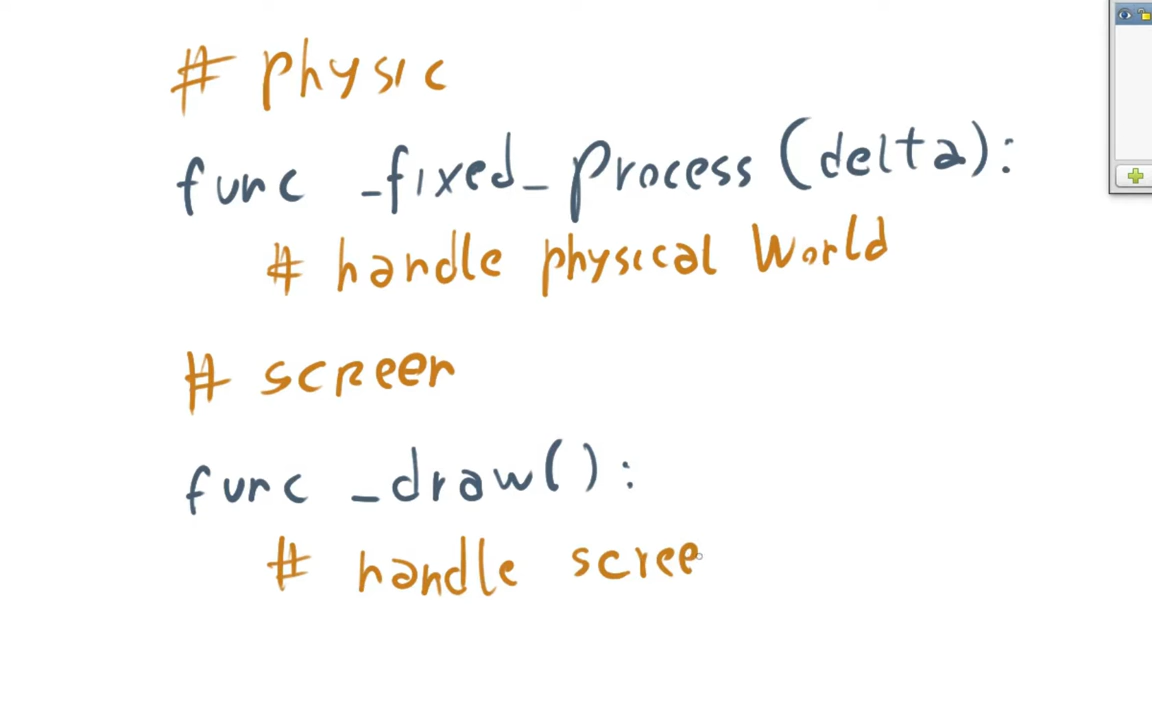 # physic
func _fixed_process(delta):
# handle physical world
# screen
func _draw():
# handle scree